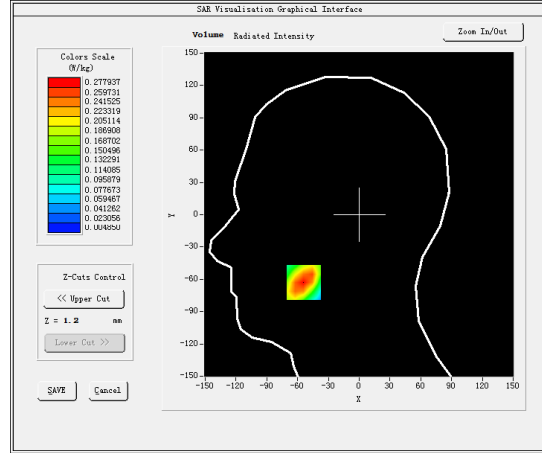 SAR Visualisation Graphical Interface
Volume Radiated Intensity
Zoom In/Out
Colors Scale
(W/kg)
0.277937
0.259731
0.241525
0.223319
0.205114
0.186908
0.168702
0.150496
0.132291
0.114085
0.095879
0.077673
0.059467
0.041262
0.023056
0.004850
Z-Cuts Control
<< Upper Cut
Z = 1.2 mm
Lower Cut >>
SAVE Cancel
150
120
90
60
30
0
-30
-60
-90
-120
-150
Y
-150 -120 -90 -60 -30 0 30 60 90 120 150
X